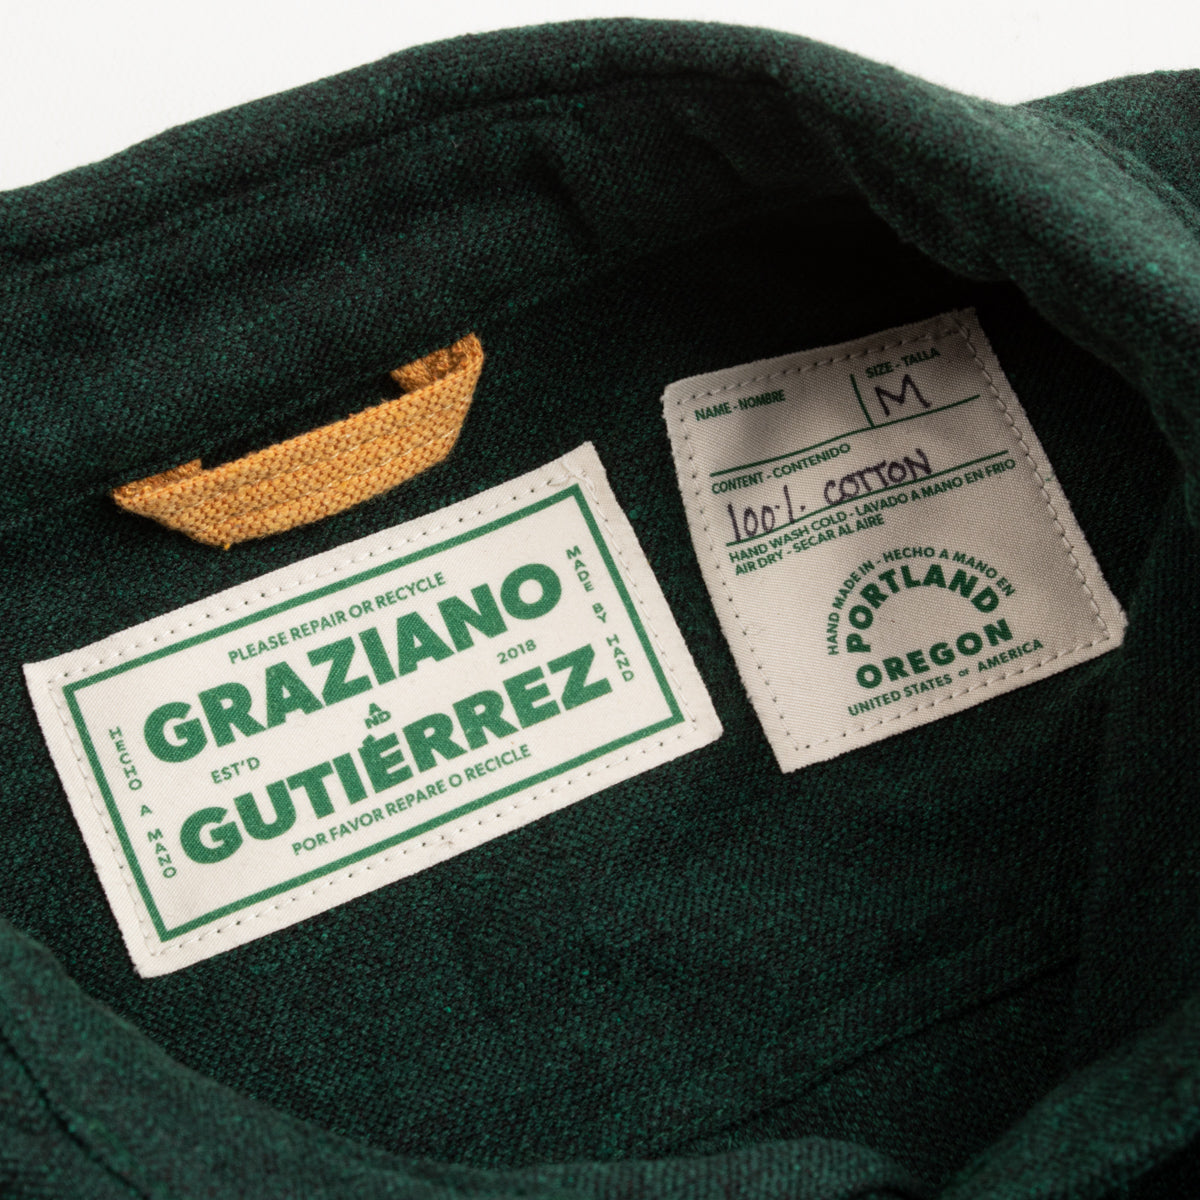 PLEASE REPAIR OR RECYCLE
GRAZIANO
AND
EST'D 2018
GUTIÉRREZ
POR FAVOR REPARE O RECICLE
HECHO A MANO
MADE BY HAND
NAME - NOMBRE
SIZE - TALLA
M
CONTENT - CONTENIDO
100% COTTON
HAND WASH COLD - LAVADO A MANO EN FRIO
AIR DRY - SECAR AL AIRE
HAND MADE IN - HECHO A MANO EN
PORTLAND
OREGON
UNITED STATES OF AMERICA